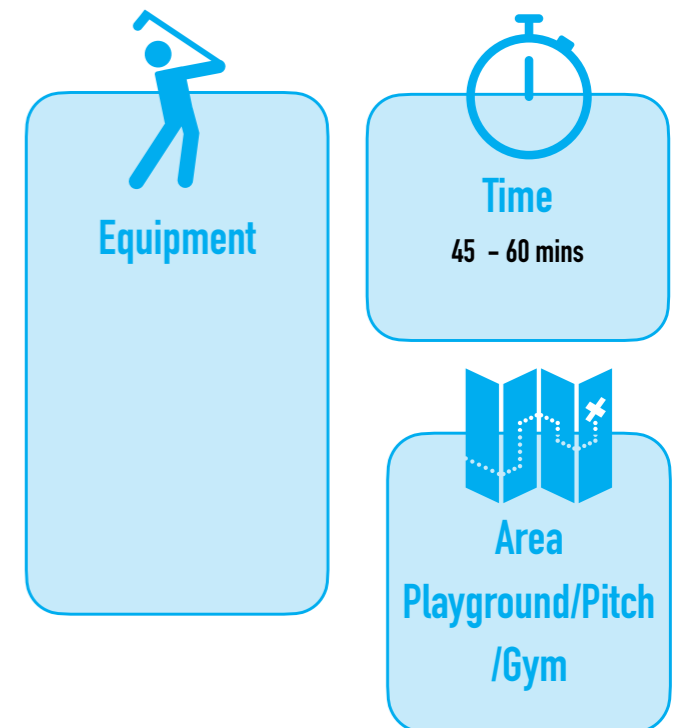 Equipment
Time
45 - 60 mins
Area
Playground/Pitch
/Gym